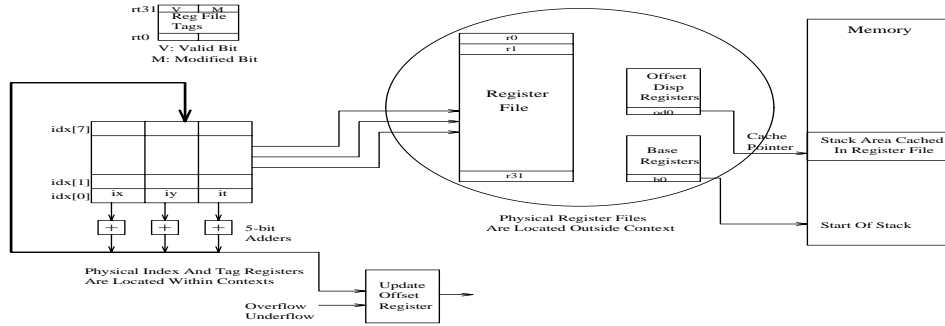 rt31 V M
Reg File
Tags
rt0
V: Valid Bit
M: Modified Bit
idx[7]
idx[1]
idx[0]
ix iy it
+ + +
5-bit
Adders
Physical Index And Tag Registers
Are Located Within Contexts
Overflow
Underflow
Update
Offset
Register
r0
r1
Register
File
r31
Offset
Disp
Registers
od0
Base
Registers
b0
Physical Register Files
Are Located Outside Context
Cache
Pointer
Memory
Stack Area Cached
In Register File
Start Of Stack